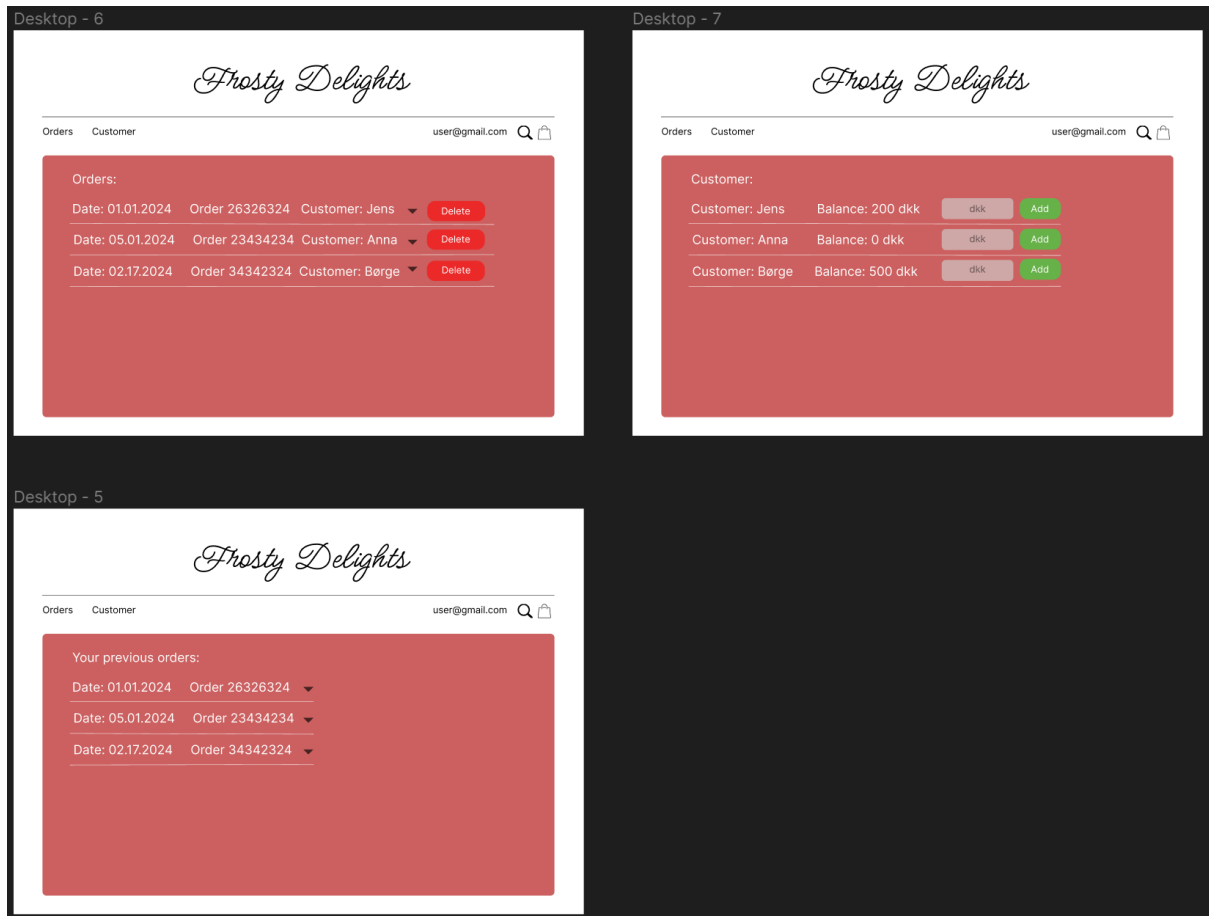 Desktop - 6
Frosty Delights
Orders Customer user@gmail.com
Orders:
Date: 01.01.2024 Order 26326324 Customer: Jens Delete
Date: 05.01.2024 Order 23434234 Customer: Anna Delete
Date: 02.17.2024 Order 34342324 Customer: Børge Delete
Desktop - 7
Frosty Delights
Orders Customer user@gmail.com
Customer:
Customer: Jens Balance: 200 dkk dkk Add
Customer: Anna Balance: 0 dkk dkk Add
Customer: Børge Balance: 500 dkk dkk Add
Desktop - 5
Frosty Delights
Orders Customer user@gmail.com
Your previous orders:
Date: 01.01.2024 Order 26326324
Date: 05.01.2024 Order 23434234
Date: 02.17.2024 Order 34342324